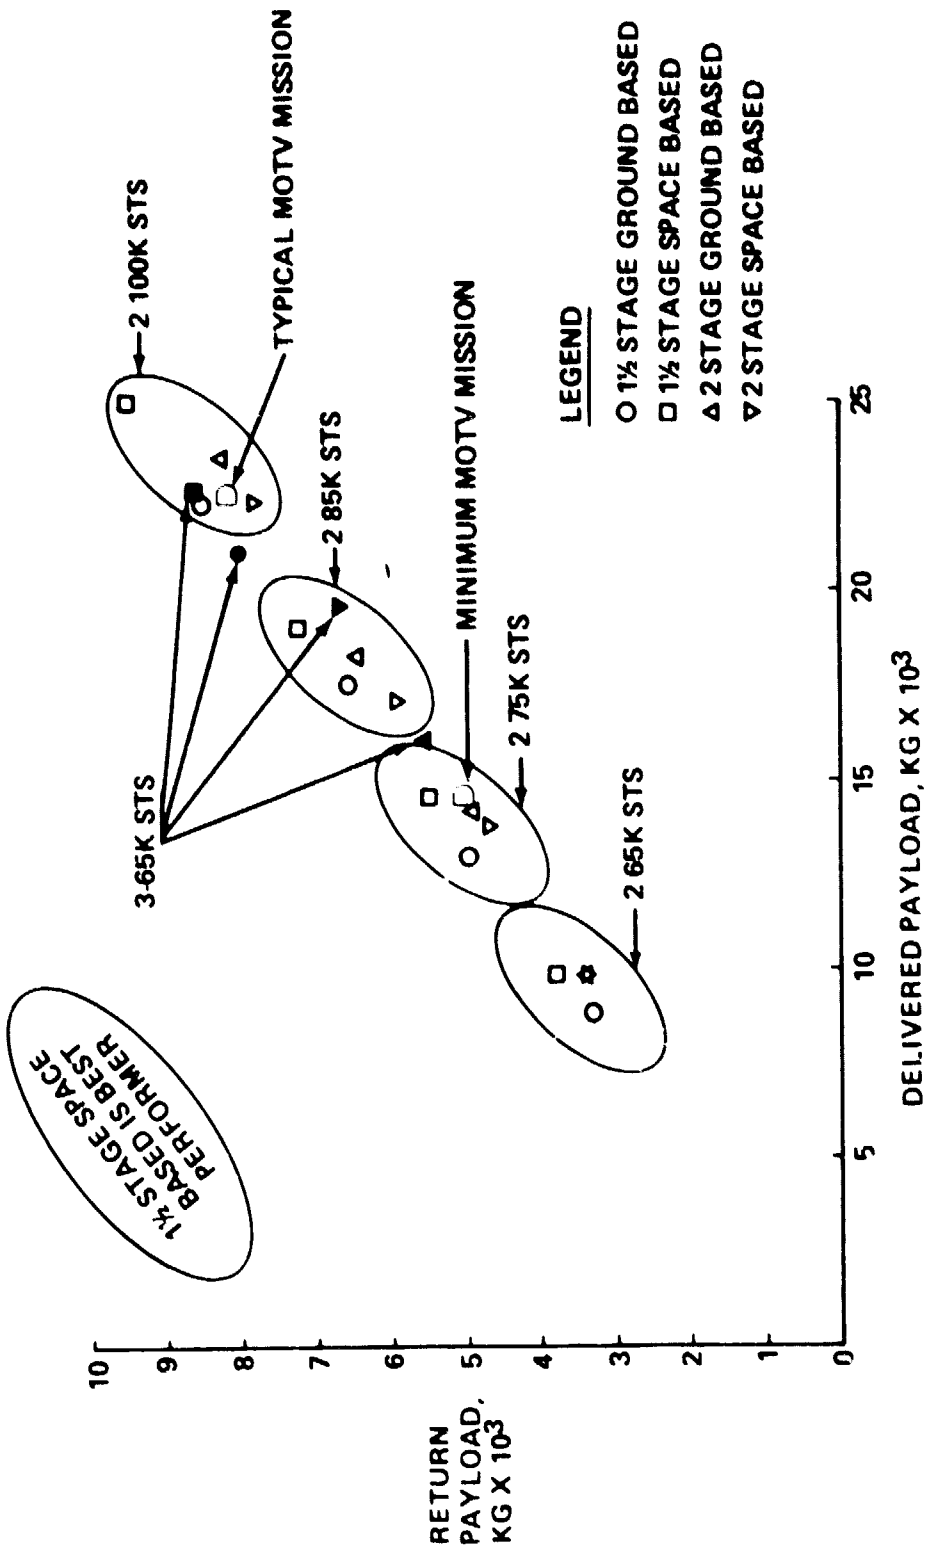 1½ STAGE SPACE
BASED IS BEST
PERFORMER
3-65K STS
2 100K STS
TYPICAL MOTV MISSION
2 85K STS
MINIMUM MOTV MISSION
2 75K STS
2 65K STS
LEGEND
1½ STAGE GROUND BASED
1½ STAGE SPACE BASED
2 STAGE GROUND BASED
2 STAGE SPACE BASED
RETURN
PAYLOAD,
KG X 10³
10
9
8
7
6
5
4
3
2
1
0
5
10
15
20
25
DELIVERED PAYLOAD, KG X 10³